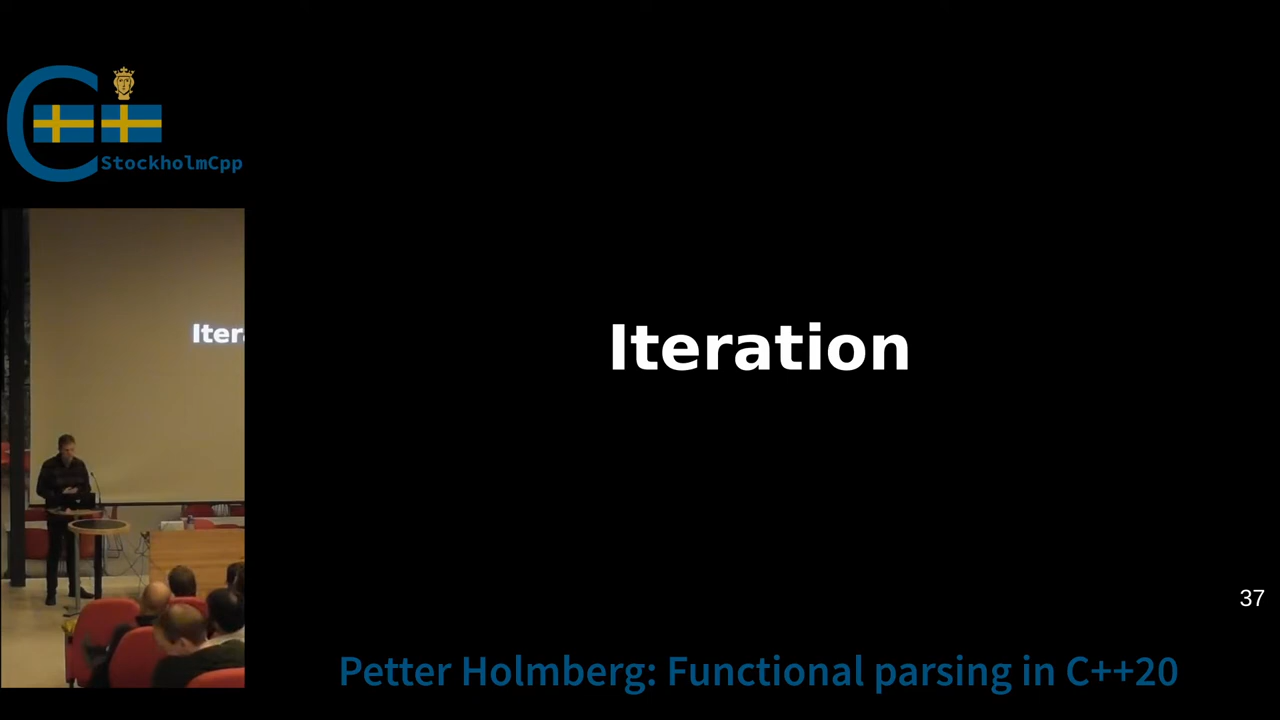 StockholmCpp
Iter
Iteration
37
Petter Holmberg: Functional parsing in C++20